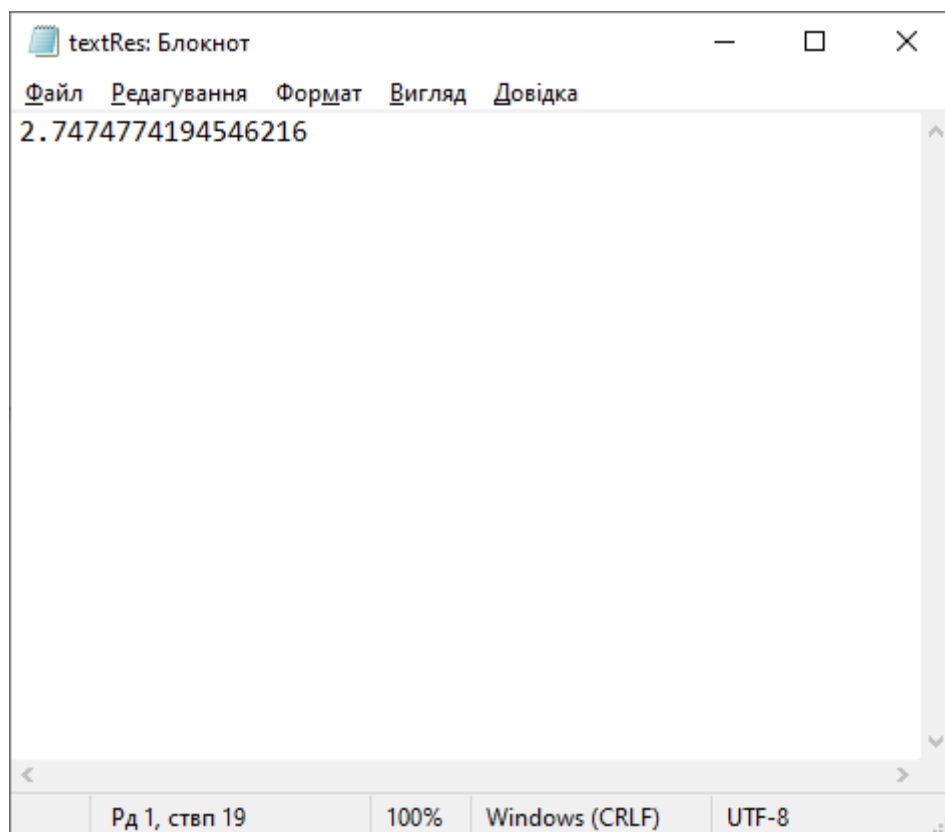 textRes: Блокнот
Файл Редагування Формат Вигляд Довідка
2.7474774194546216
Рд 1, ствп 19 100% Windows (CRLF) UTF-8